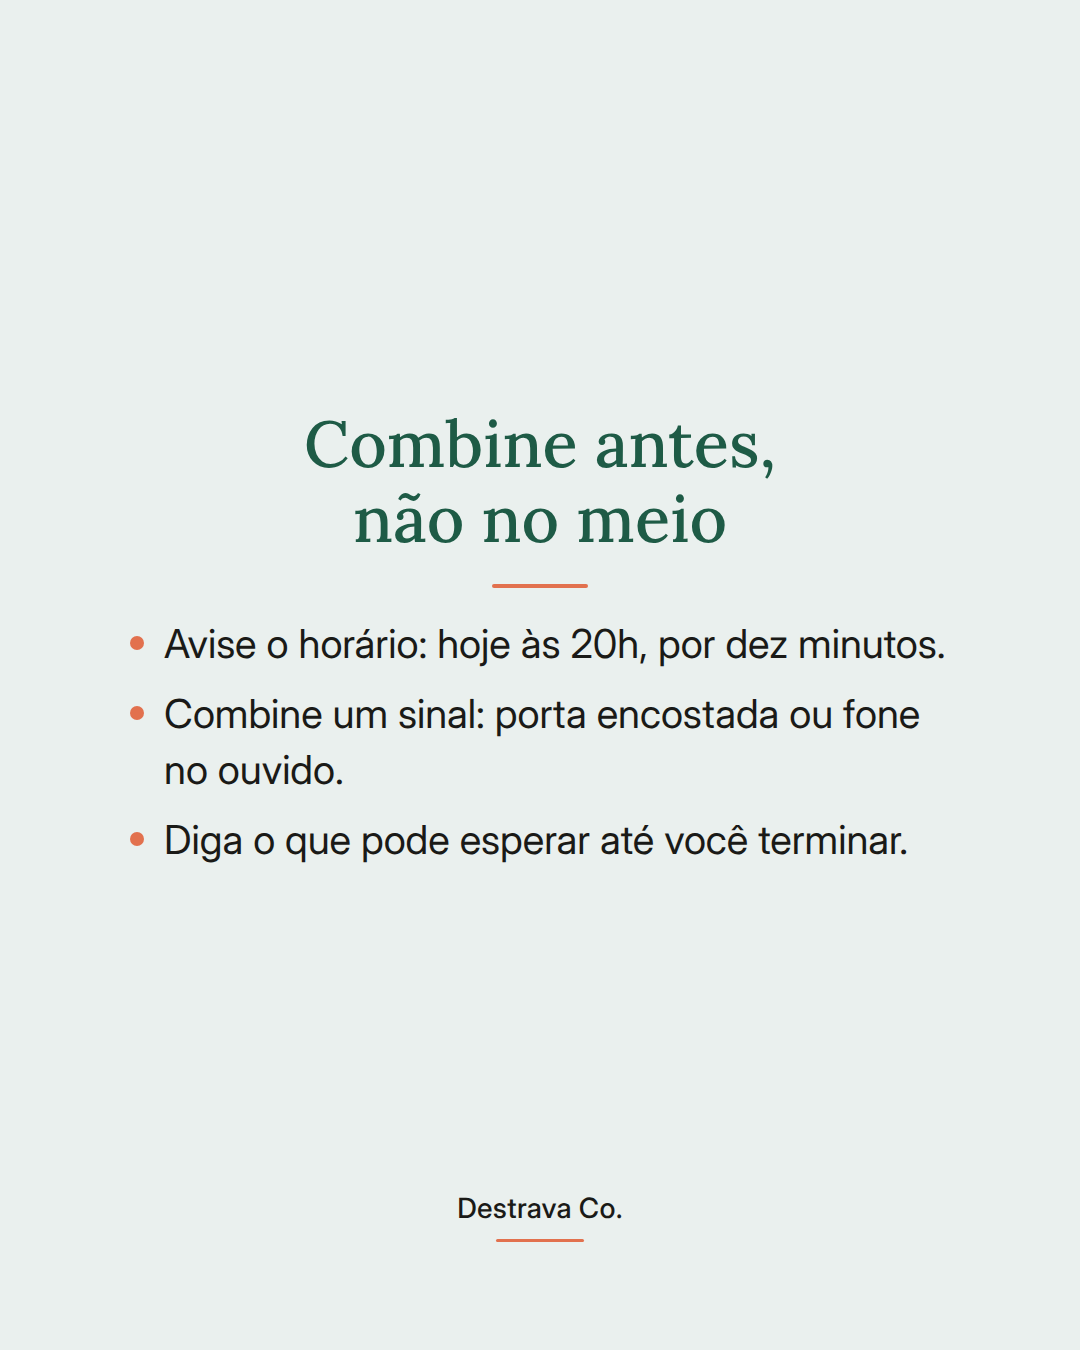 Combine antes,
não no meio
Avise o horário: hoje às 20h, por dez minutos.
Combine um sinal: porta encostada ou fone
no ouvido.
Diga o que pode esperar até você terminar.
Destrava Co.